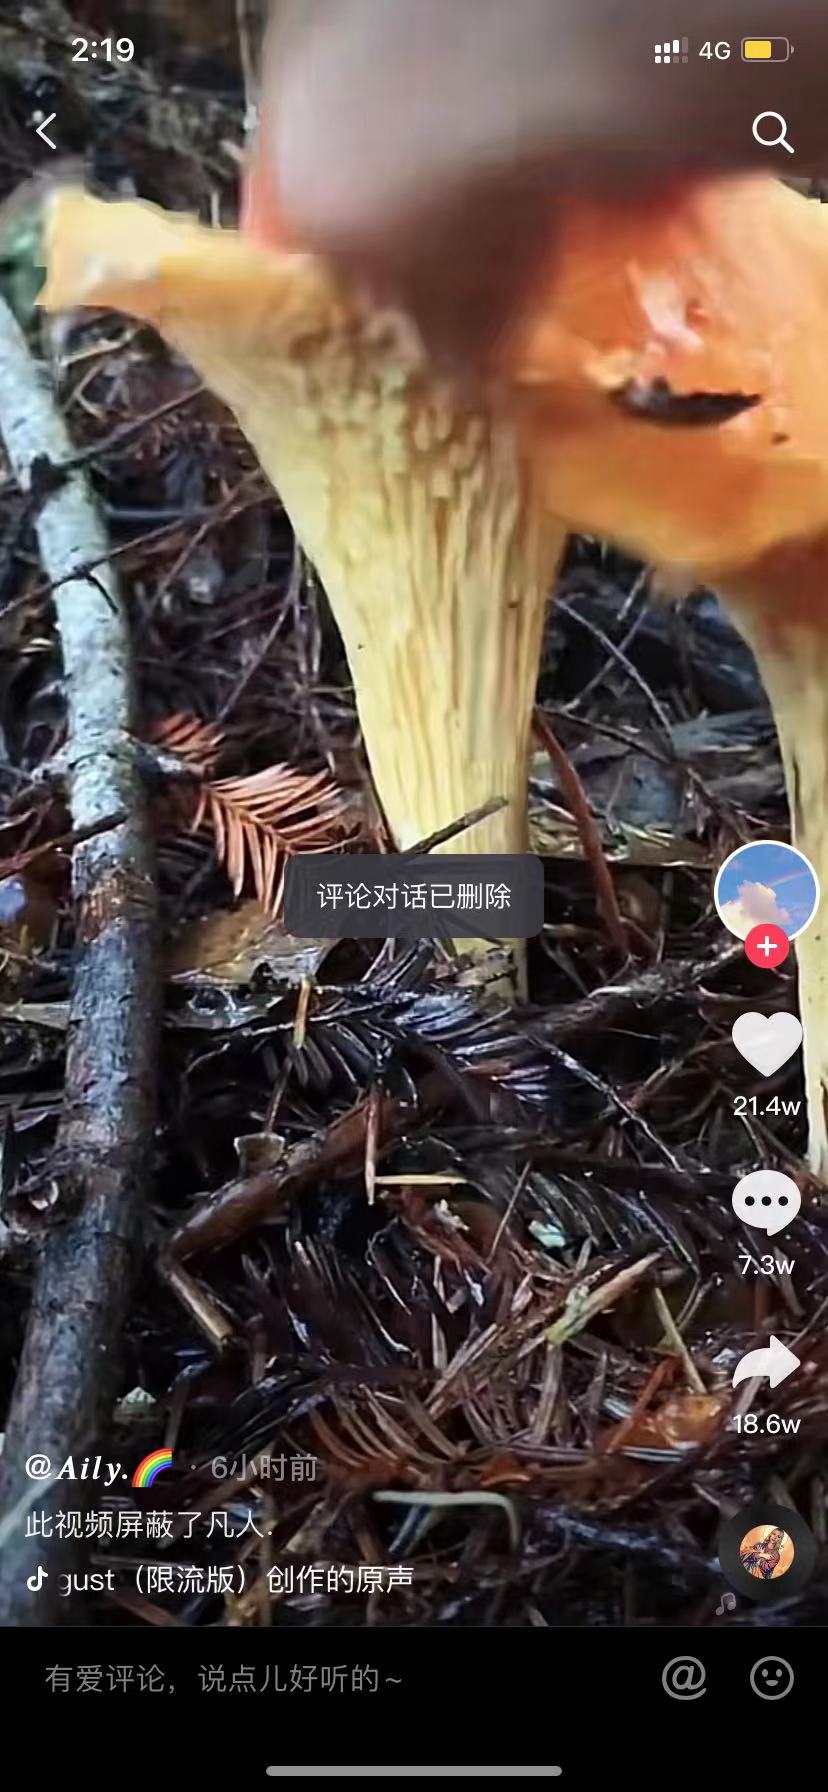 2:19
4G
评论对话已删除
21.4w
7.3w
18.6w
@Aily.🌈 · 6小时前
此视频屏蔽了凡人.
gust（限流版）创作的原声
有爱评论，说点儿好听的~